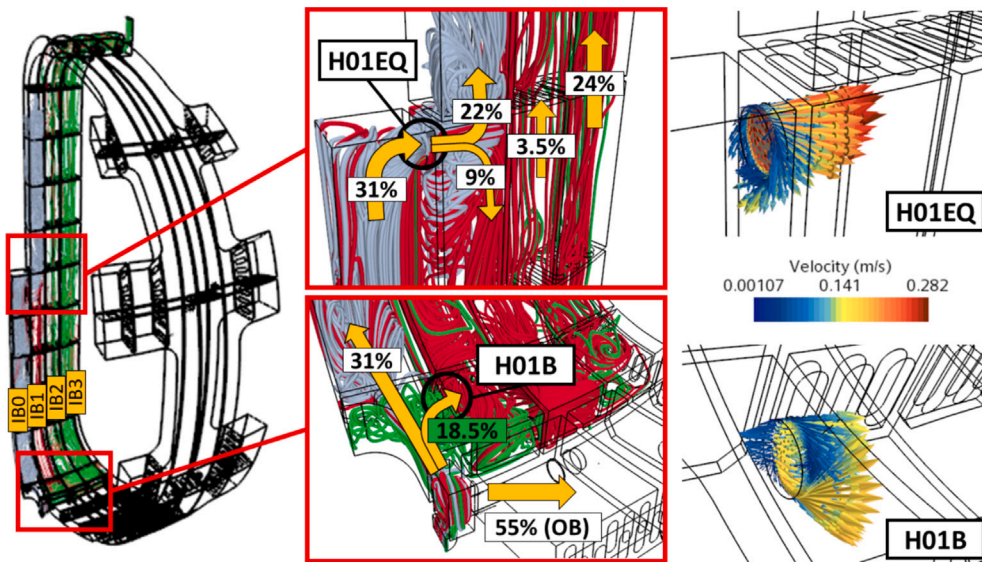 IB0
IB1
IB2
IB3
H01EQ
22%
24%
3.5%
31%
9%
31%
H01B
18.5%
55% (OB)
H01EQ
Velocity (m/s)
0.00107 0.141 0.282
H01B